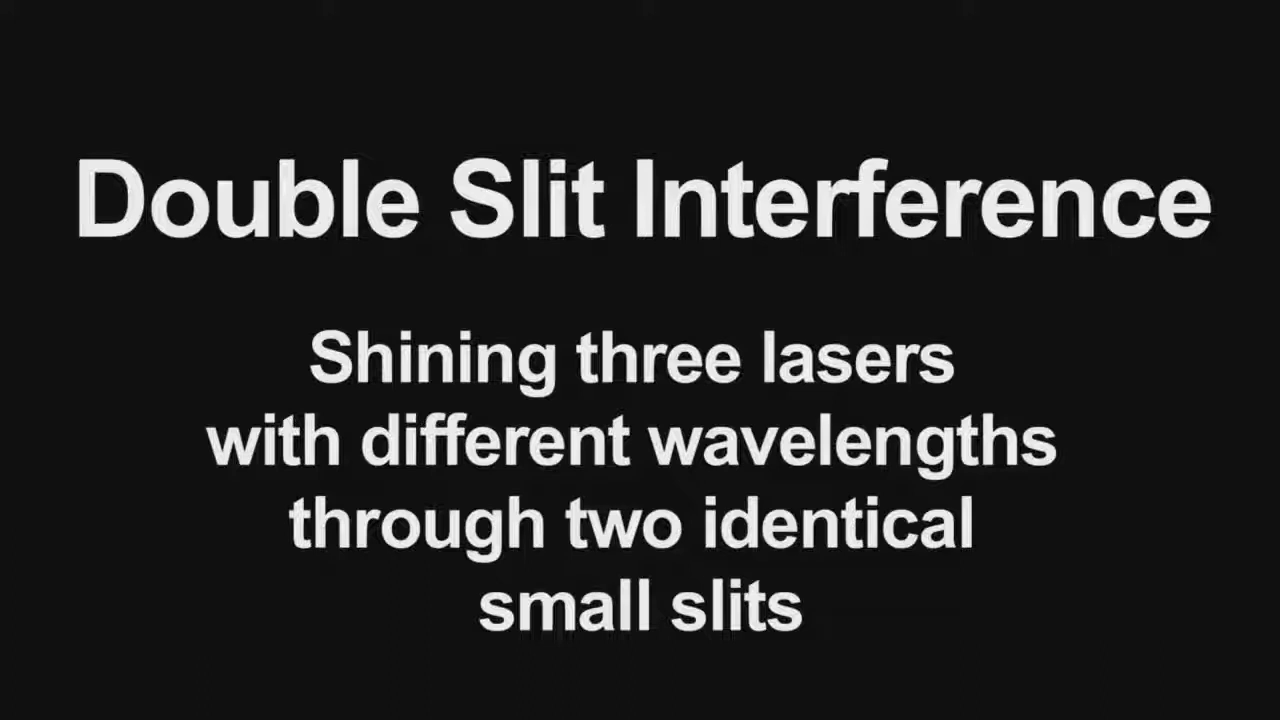 Double Slit Interference
Shining three lasers
with different wavelengths
through two identical
small slits